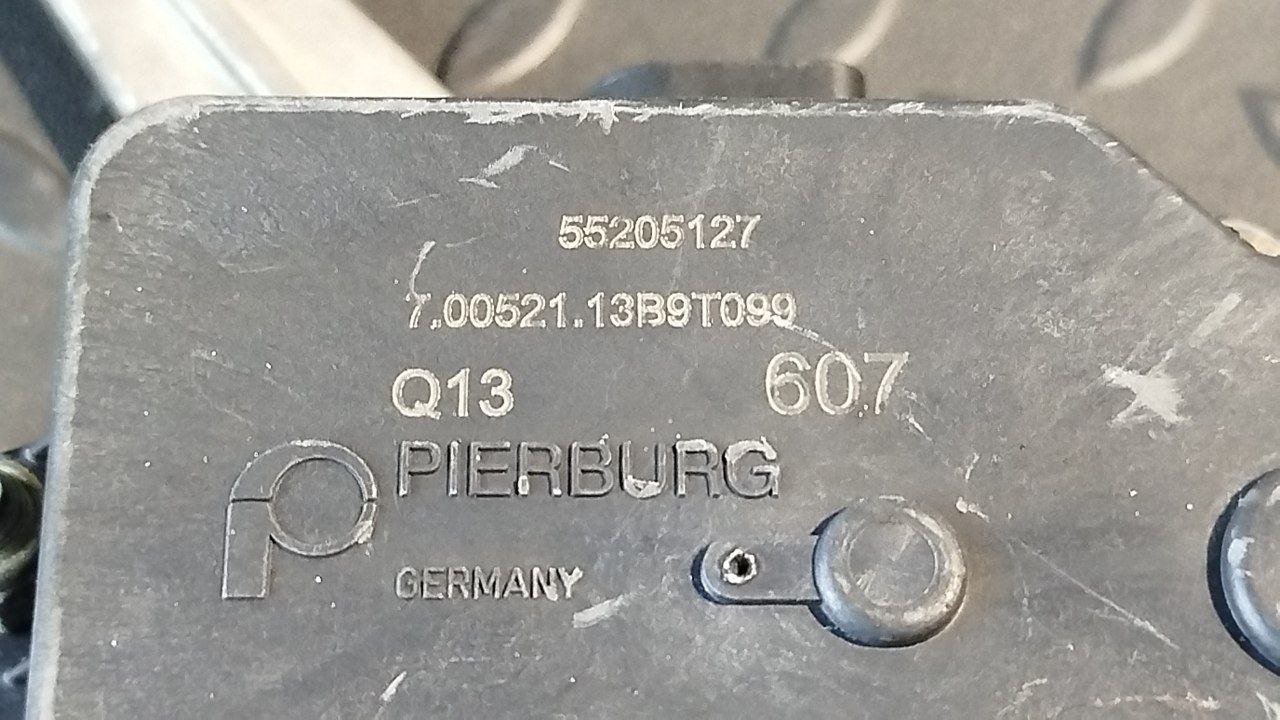 55205127
7.00521.13B9T099
Q13 607
PIERBURG
GERMANY